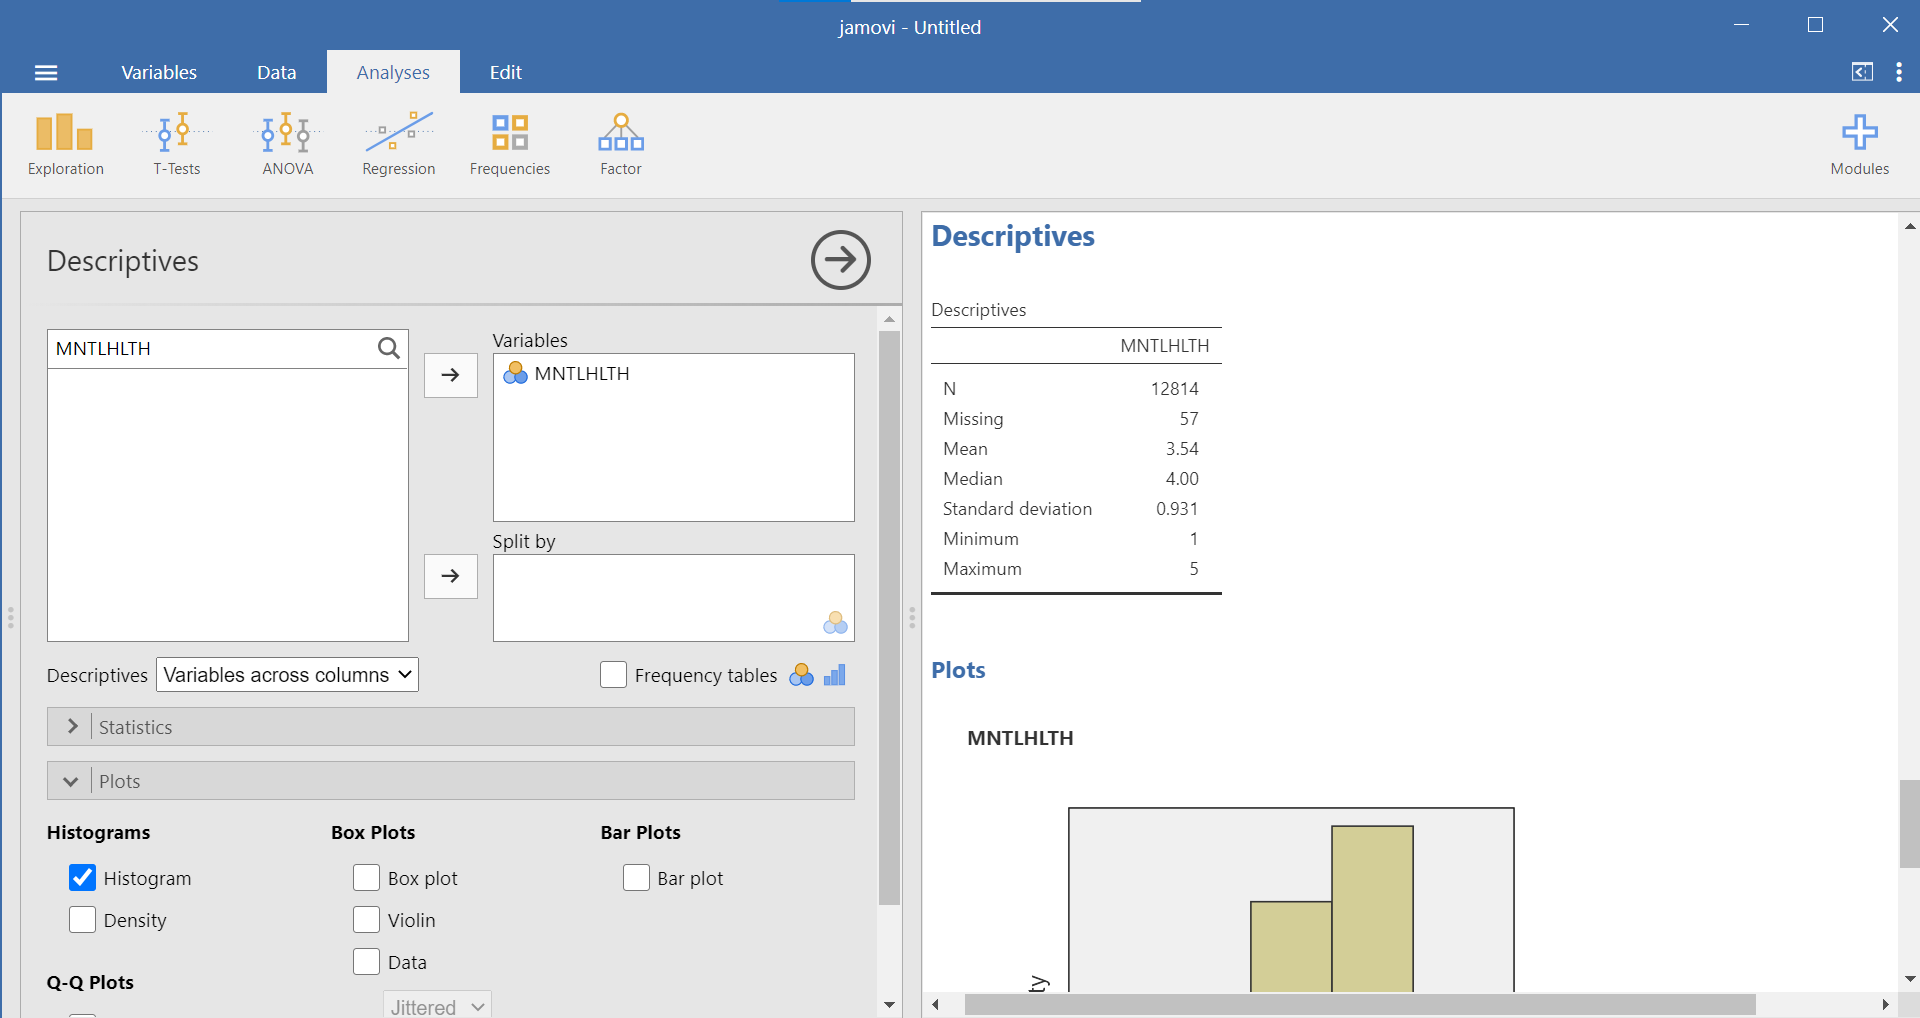 jamovi - Untitled
Variables Data Analyses Edit
Exploration T-Tests ANOVA Regression Frequencies Factor Modules
Descriptives
MNTLHLTH
Variables
MNTLHLTH
Split by
Descriptives Variables across columns Frequency tables
Statistics
Plots
Histograms Box Plots Bar Plots
Histogram Box plot Bar plot
Density Violin
Data
Q-Q Plots
Jittered
Descriptives
Descriptives
MNTLHLTH
N 12814
Missing 57
Mean 3.54
Median 4.00
Standard deviation 0.931
Minimum 1
Maximum 5
Plots
MNTLHLTH
ty